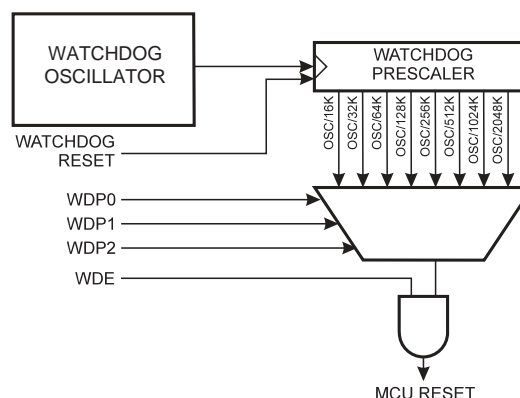 WATCHDOG
OSCILLATOR
WATCHDOG
PRESCALER
WATCHDOG
RESET
OSC/16K
OSC/32K
OSC/64K
OSC/128K
OSC/256K
OSC/512K
OSC/1024K
OSC/2048K
WDP0
WDP1
WDP2
WDE
MCU RESET